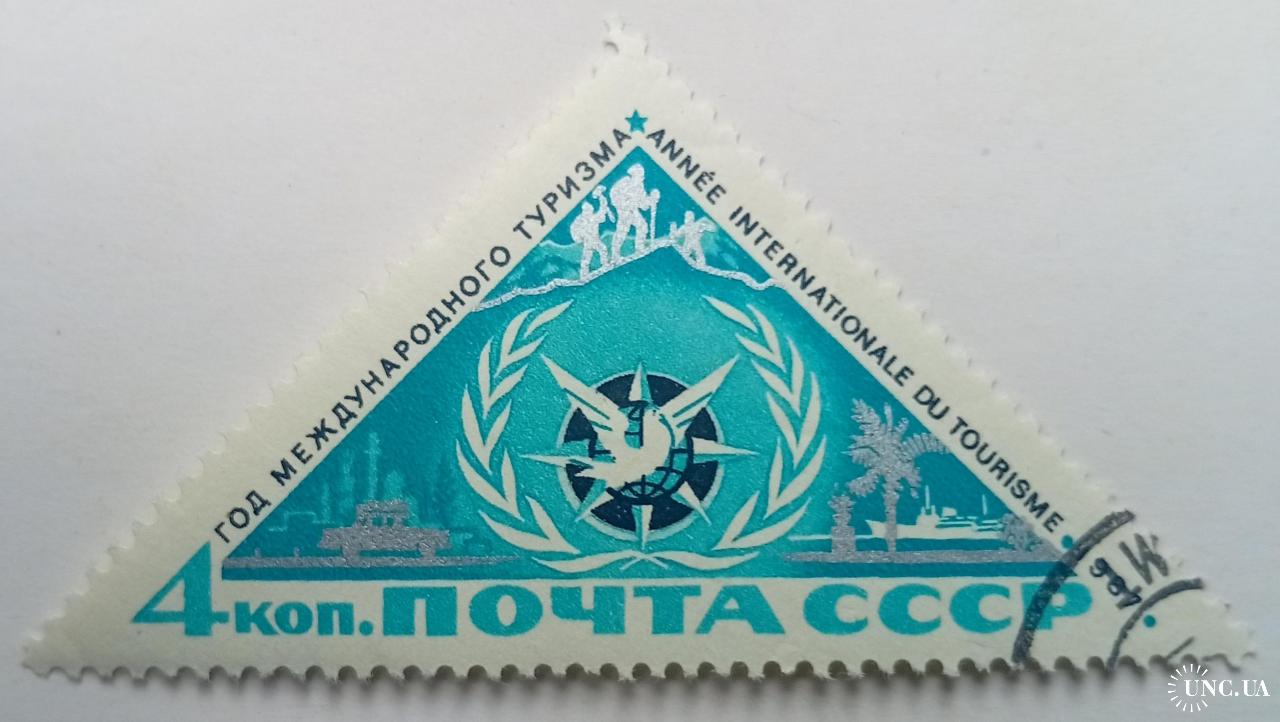 ГОД МЕЖДУНАРОДНОГО ТУРИЗМА
ANNÉE INTERNATIONALE DU TOURISME
4 коп. ПОЧТА СССР
UNC.UA